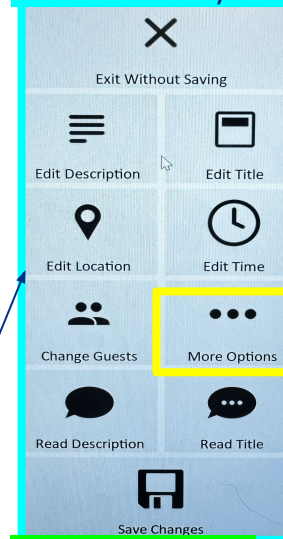 Exit Without Saving
Edit Description
Edit Title
Edit Location
Edit Time
Change Guests
More Options
Read Description
Read Title
Save Changes